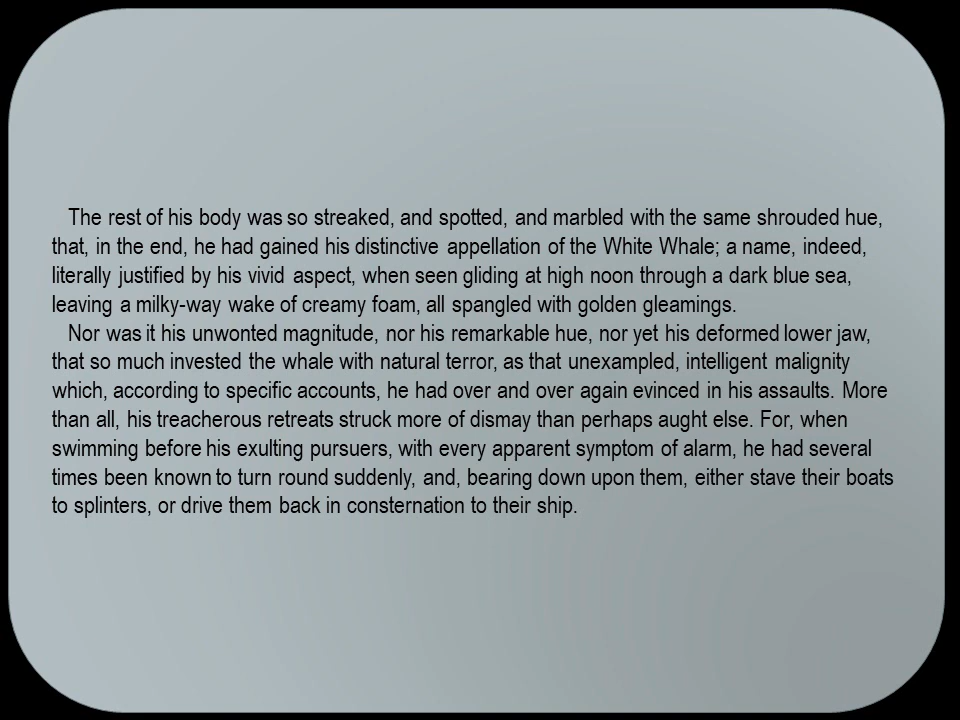 The rest of his body was so streaked, and spotted, and marbled with the same shrouded hue,
that, in the end, he had gained his distinctive appellation of the White Whale; a name, indeed,
literally justified by his vivid aspect, when seen gliding at high noon through a dark blue sea,
leaving a milky-way wake of creamy foam, all spangled with golden gleamings.
Nor was it his unwonted magnitude, nor his remarkable hue, nor yet his deformed lower jaw,
that so much invested the whale with natural terror, as that unexampled, intelligent malignity
which, according to specific accounts, he had over and over again evinced in his assaults. More
than all, his treacherous retreats struck more of dismay than perhaps aught else. For, when
swimming before his exulting pursuers, with every apparent symptom of alarm, he had several
times been known to turn round suddenly, and, bearing down upon them, either stave their boats
to splinters, or drive them back in consternation to their ship.